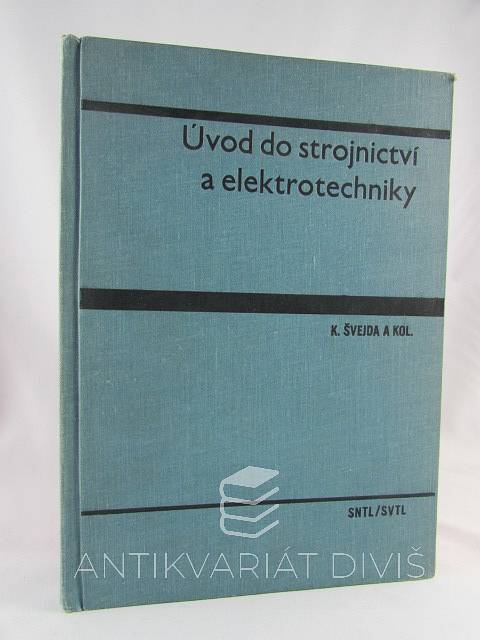 Úvod do strojnictví
a elektrotechniky
K. ŠVEJDA A KOL.
SNTL/SVTL
ANTIKVARIÁT DIVIŠ